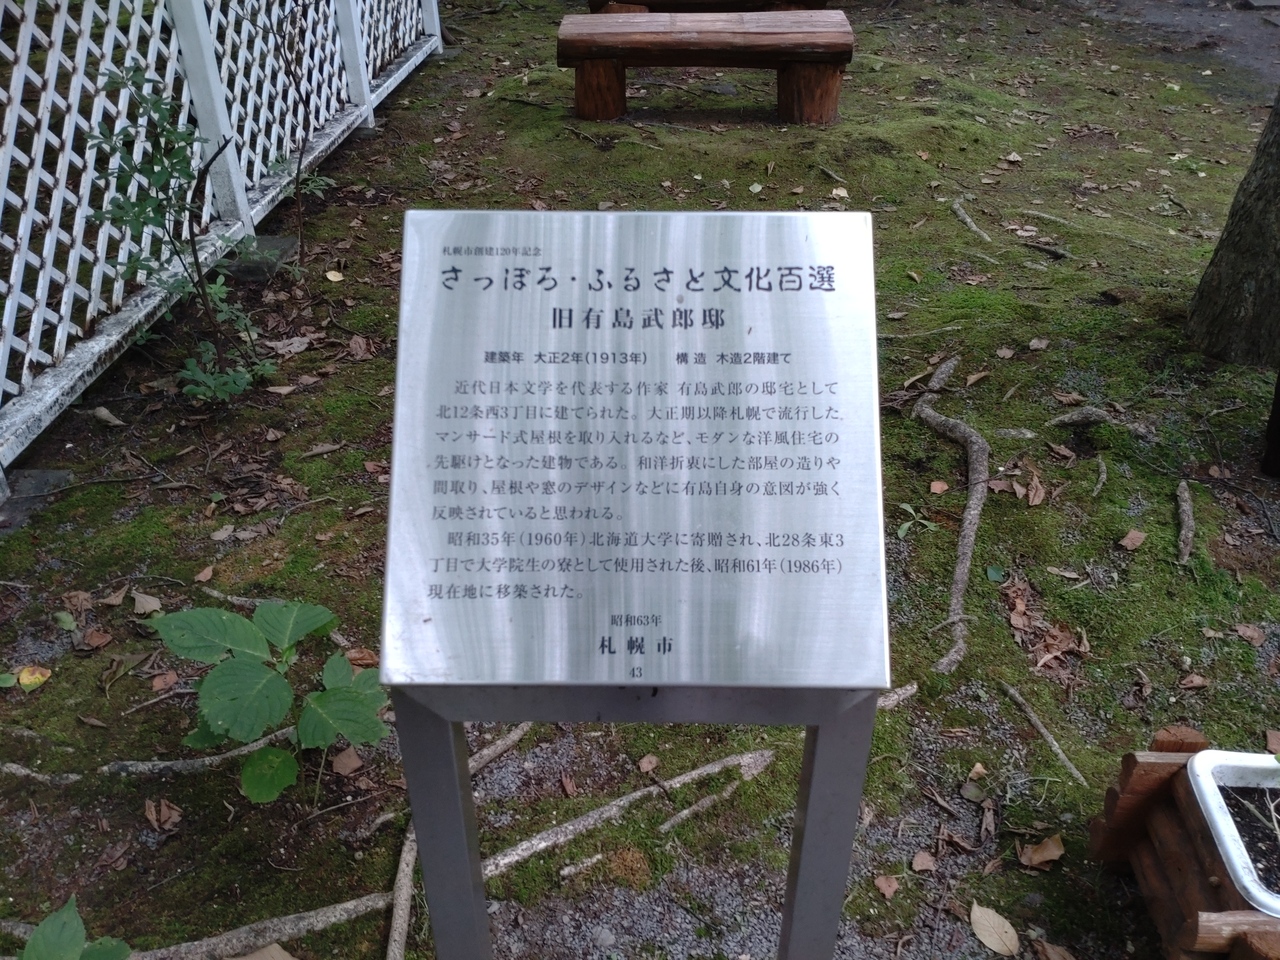 札幌市創建120年記念
さっぽろ・ふるさと文化百選
旧有島武郎邸
建築年　大正2年(1913年)　　構造　木造2階建て
近代日本文学を代表する作家 有島武郎の邸宅として
北12条西3丁目に建てられた。大正期以降札幌で流行した
マンサード式屋根を取り入れるなど、モダンな洋風住宅の
先駆けとなった建物である。和洋折衷にした部屋の造りや
間取り、屋根や窓のデザインなどに有島自身の意図が強く
反映されていると思われる。
昭和35年(1960年)北海道大学に寄贈され、北28条東3
丁目で大学院生の寮として使用された後、昭和61年(1986年)
現在地に移築された。
昭和63年
札幌市
43